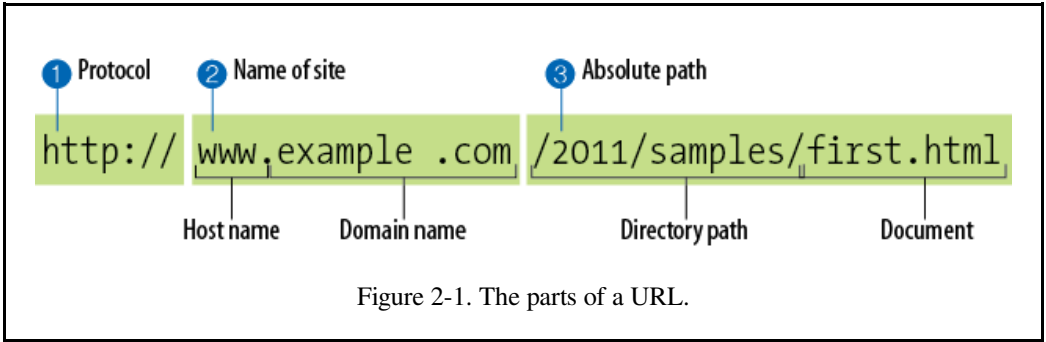 1 Protocol 2 Name of site 3 Absolute path
http:// www.example .com /2011/samples/first.html
Host name Domain name Directory path Document
Figure 2-1. The parts of a URL.